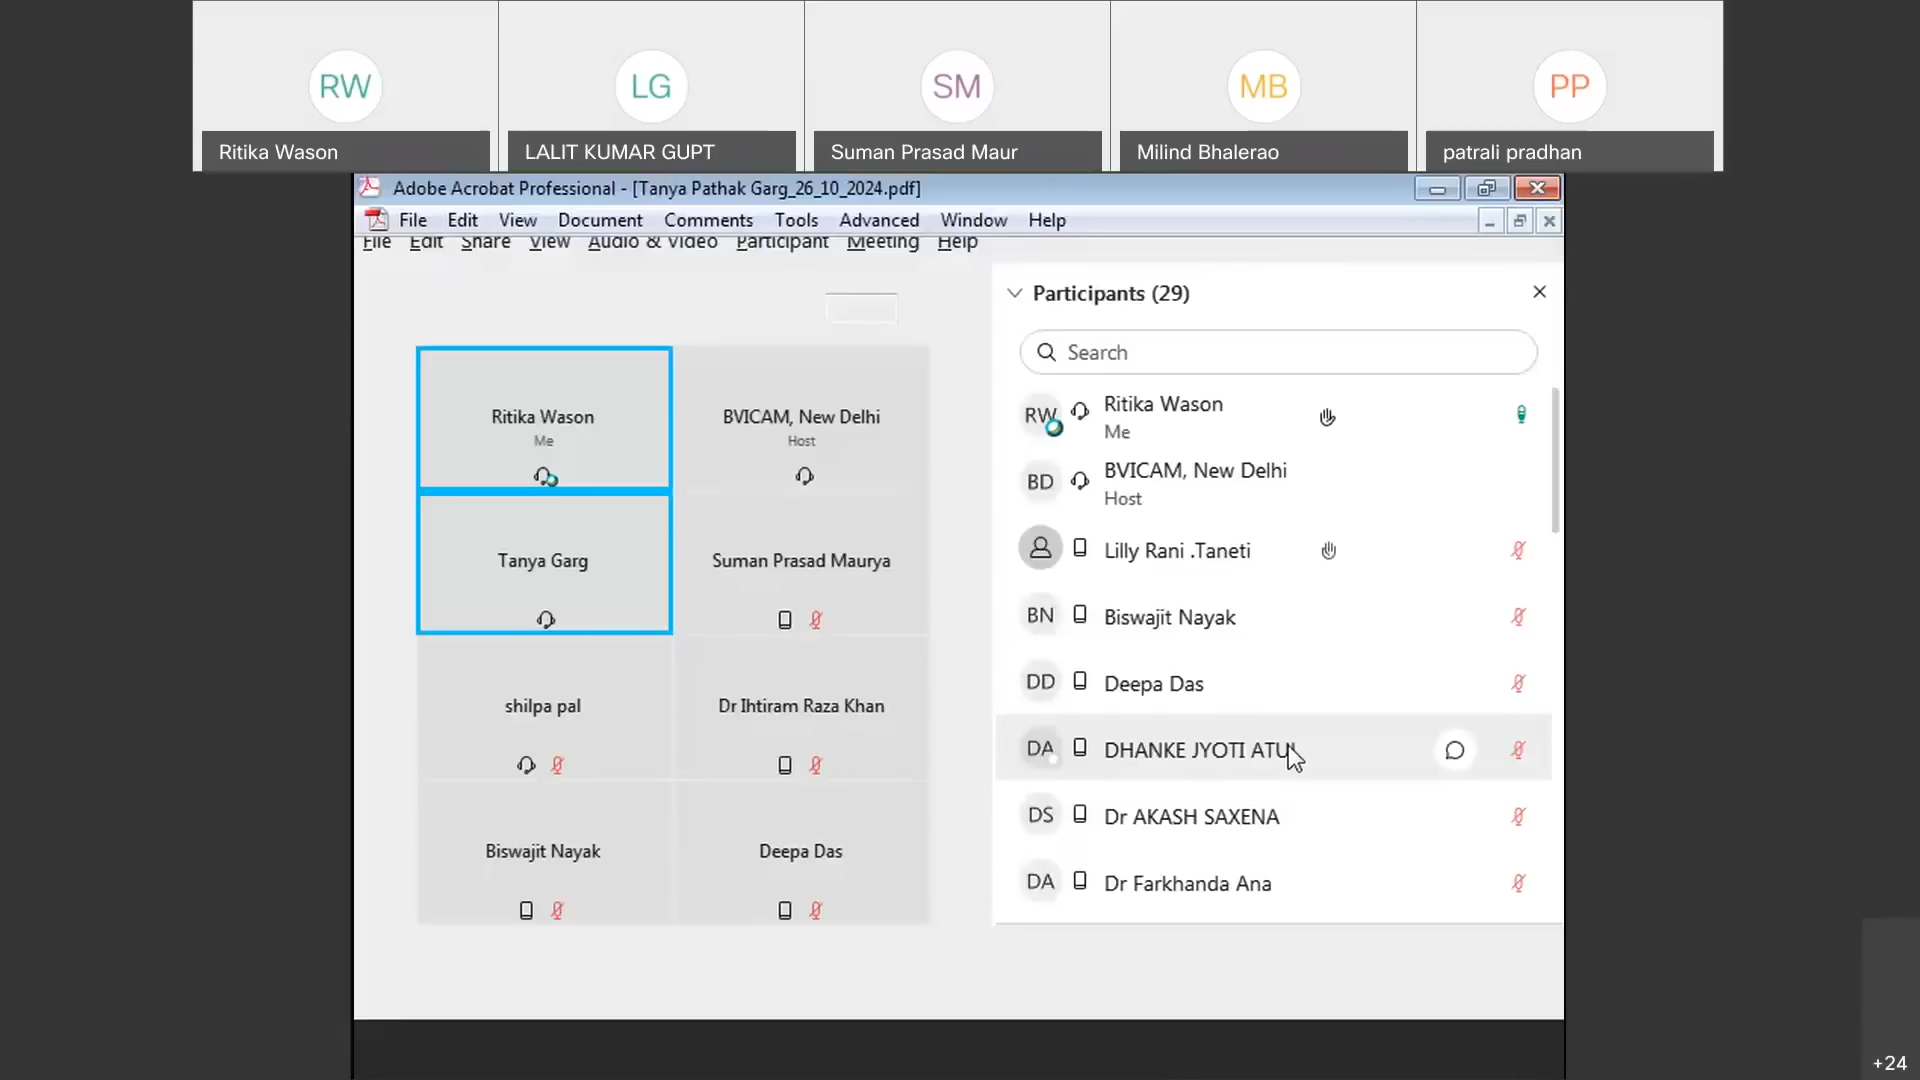 RW
LG
SM
MB
PP
Ritika Wason
LALIT KUMAR GUPT
Suman Prasad Maur
Milind Bhalerao
patrali pradhan
Adobe Acrobat Professional - [Tanya Pathak Garg_26_10_2024.pdf]
File Edit View Document Comments Tools Advanced Window Help
File Edit Share View Audio & Video Participant Meeting Help
Ritika Wason
Me
BVICAM, New Delhi
Host
Tanya Garg
Suman Prasad Maurya
shilpa pal
Dr Ihtiram Raza Khan
Biswajit Nayak
Deepa Das
Participants (29)
Search
RW Ritika Wason
Me
BD BVICAM, New Delhi
Host
Lilly Rani .Taneti
BN Biswajit Nayak
DD Deepa Das
DA DHANKE JYOTI ATUL
DS Dr AKASH SAXENA
DA Dr Farkhanda Ana
+24